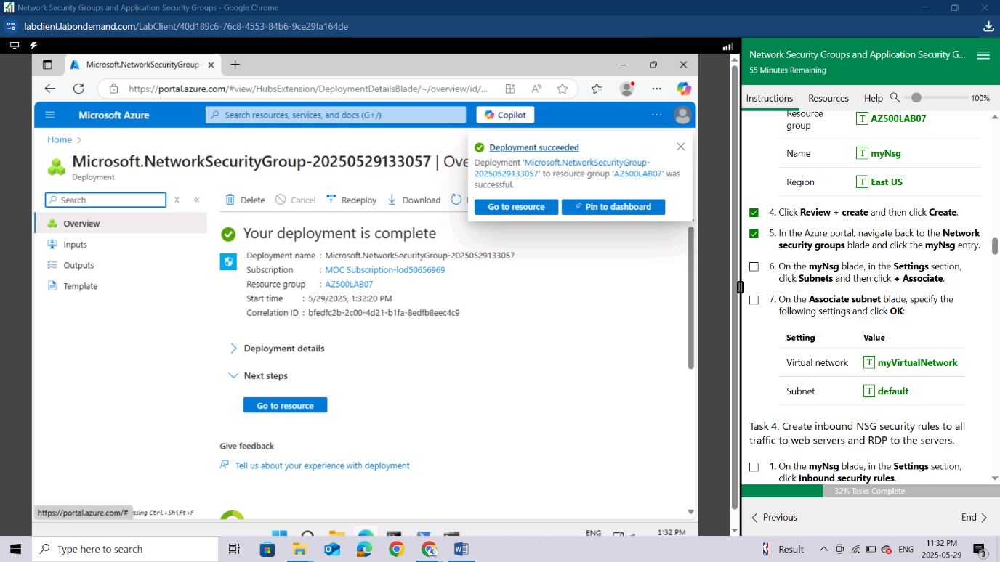 Network Security Groups and Application Security Groups - Google Chrome
labclient.labondemand.com/LabClient/40d189c6-76c8-4553-84b6-9ce29fa164de
Microsoft.NetworkSecurityGroup-
https://portal.azure.com/#view/HubsExtension/DeploymentDetailsBlade/~/overview/id/...
Microsoft Azure
Search resources, services, and docs (G+/)
Copilot
Home
Microsoft.NetworkSecurityGroup-20250529133057 | Ove
Deployment
Search
Delete
Cancel
Redeploy
Download
Deployment succeeded
Deployment 'Microsoft.NetworkSecurityGroup-
20250529133057' to resource group 'AZ500LAB07' was
successful.
Go to resource
Pin to dashboard
Overview
Inputs
Outputs
Template
Your deployment is complete
Deployment name : Microsoft.NetworkSecurityGroup-20250529133057
Subscription : MOC Subscription-lod50656969
Resource group : AZ500LAB07
Start time : 5/29/2025, 1:32:20 PM
Correlation ID : bfedfc2b-2c00-4d21-b1fa-8edfb8eec4c9
Deployment details
Next steps
Go to resource
Give feedback
Tell us about your experience with deployment
https://portal.azure.com/#
ssing Ctrl+Shift+F
ENG
1:32 PM
Network Security Groups and Application Security G...
55 Minutes Remaining
Instructions
Resources
Help
100%
Resource
group
T AZ500LAB07
Name
T myNsg
Region
T East US
4. Click Review + create and then click Create.
5. In the Azure portal, navigate back to the Network
security groups blade and click the myNsg entry.
6. On the myNsg blade, in the Settings section,
click Subnets and then click + Associate.
7. On the Associate subnet blade, specify the
following settings and click OK:
Setting Value
Virtual network T myVirtualNetwork
Subnet T default
Task 4: Create inbound NSG security rules to all
traffic to web servers and RDP to the servers.
1. On the myNsg blade, in the Settings section,
click Inbound security rules.
32% Tasks Complete
Previous
End
Type here to search
Result
ENG
11:32 PM
2025-05-29
3